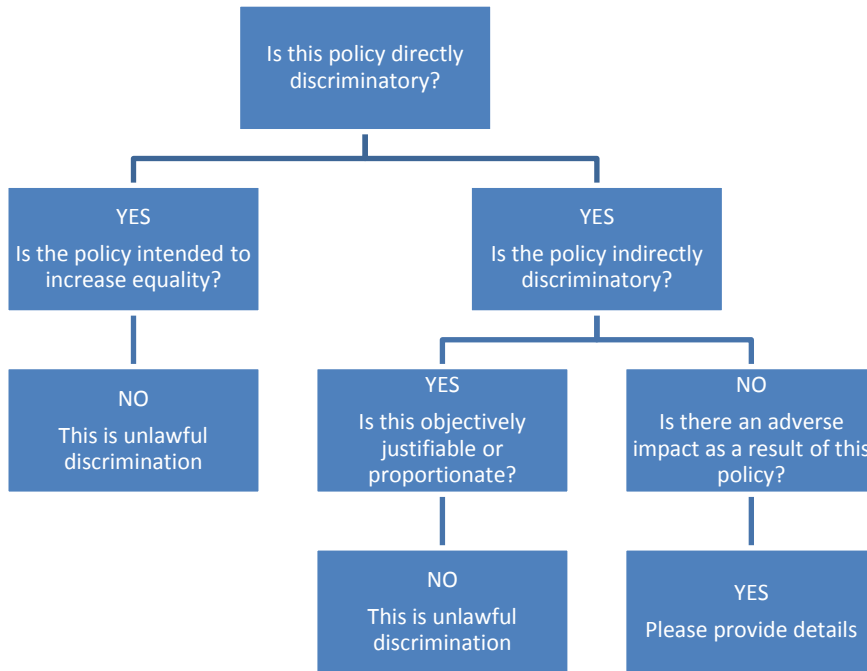 Is this policy directly
discriminatory?
YES
Is the policy intended to
increase equality?
YES
Is the policy indirectly
discriminatory?
NO
This is unlawful
discrimination
YES
Is this objectively
justifiable or
proportionate?
NO
Is there an adverse
impact as a result of this
policy?
NO
This is unlawful
discrimination
YES
Please provide details